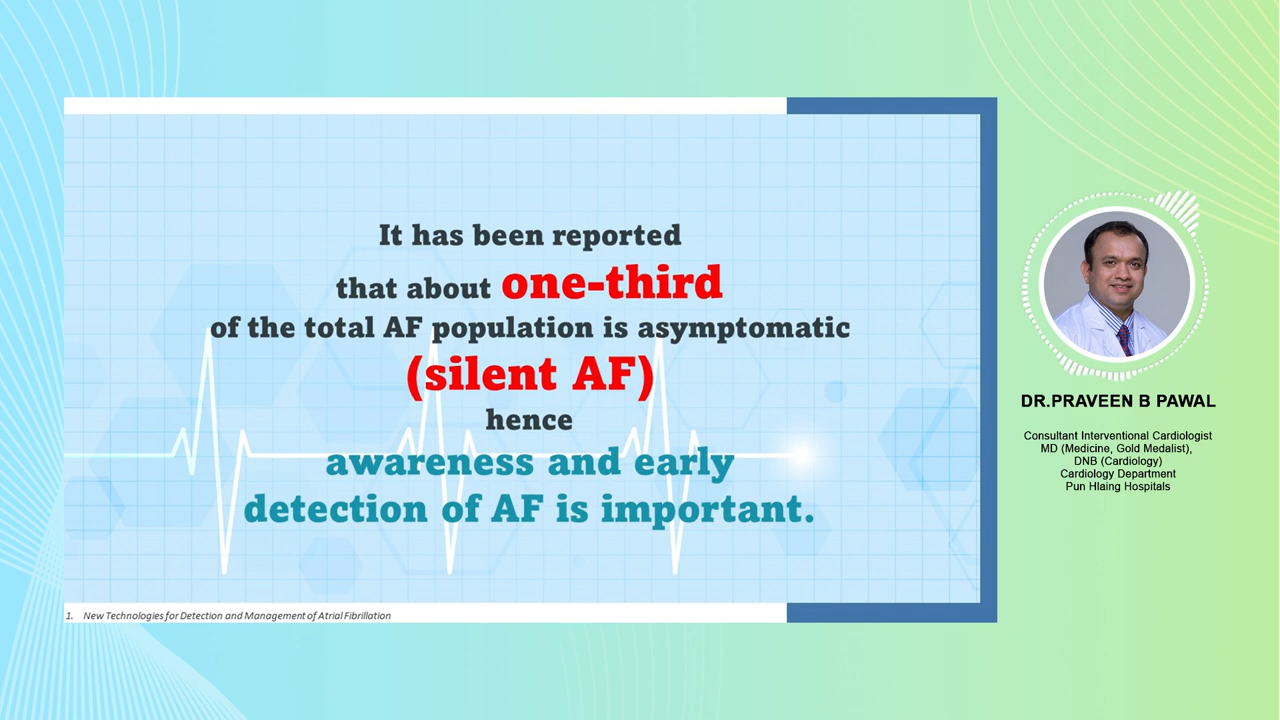 It has been reported
that about one-third
of the total AF population is asymptomatic
(silent AF)
hence
awareness and early
detection of AF is important.
1. New Technologies for Detection and Management of Atrial Fibrillation
DR.PRAVEEN B PAWAL
Consultant Interventional Cardiologist
MD (Medicine, Gold Medalist),
DNB (Cardiology)
Cardiology Department
Pun Hlaing Hospitals